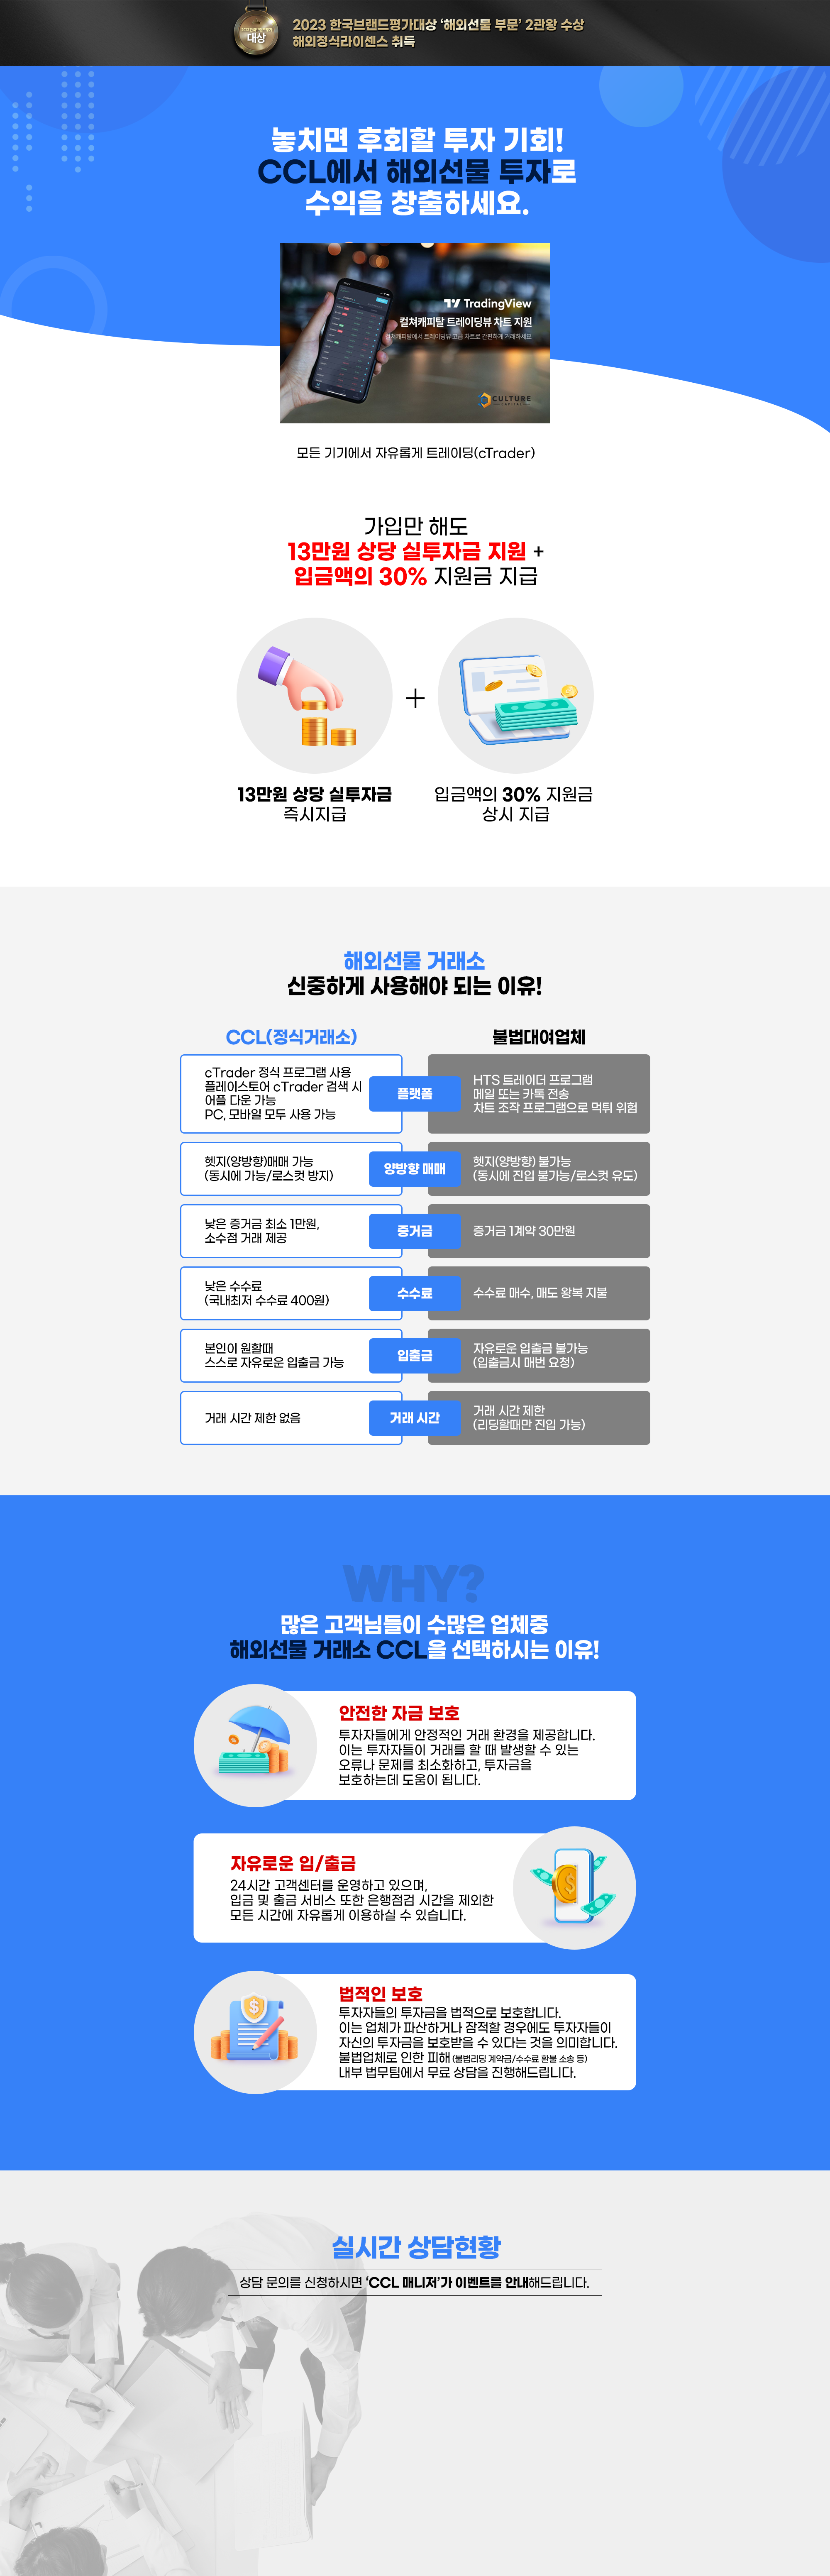 대상
2023 한국브랜드평가대상 '해외선물 부문' 2관왕 수상
해외정식라이센스 취득
놓치면 후회할 투자 기회!
CCL에서 해외선물 투자로
수익을 창출하세요.
TradingView
컬쳐캐피탈 트레이딩뷰 차트 지원
컬쳐캐피탈에서 트레이딩뷰 고급 차트로 간편하게 거래하세요
CULTURE
모든 기기에서 자유롭게 트레이딩(cTrader)
가입만 해도
13만원 상당 실투자금 지원 +
입금액의 30% 지원금 지급
+
13만원 상당 실투자금
즉시지급
입금액의 30% 지원금
상시 지급
해외선물 거래소
신중하게 사용해야 되는 이유!
CCL(정식거래소)
불법대여업체
cTrader 정식 프로그램 사용
플레이스토어 cTrader 검색 시
어플 다운 가능
PC, 모바일 모두 사용 가능
플랫폼
HTS 트레이더 프로그램
메일 또는 카톡 전송
차트 조작 프로그램으로 먹튀 위험
헷지(양방향)매매 가능
(동시에 가능/로스컷 방지)
양방향 매매
헷지(양방향) 불가능
(동시에 진입 불가능/로스컷 유도)
낮은 증거금 최소 1만원,
소수점 거래 제공
증거금
증거금 1계약 30만원
낮은 수수료
(국내최저 수수료 400원)
수수료
수수료 매수, 매도 왕복 지불
본인이 원할때
스스로 자유로운 입출금 가능
입출금
자유로운 입출금 불가능
(입출금시 매번 요청)
거래 시간 제한 없음
거래 시간
거래 시간 제한
(리딩할때만 진입 가능)
WHY?
많은 고객님들이 수많은 업체중
해외선물 거래소 CCL을 선택하시는 이유!
안전한 자금 보호
투자자들에게 안정적인 거래 환경을 제공합니다.
이는 투자자들이 거래를 할 때 발생할 수 있는
오류나 문제를 최소화하고, 투자금을
보호하는데 도움이 됩니다.
자유로운 입/출금
24시간 고객센터를 운영하고 있으며,
입금 및 출금 서비스 또한 은행점검 시간을 제외한
모든 시간에 자유롭게 이용하실 수 있습니다.
법적인 보호
투자자들의 투자금을 법적으로 보호합니다.
이는 업체가 파산하거나 잠적할 경우에도 투자자들이
자신의 투자금을 보호받을 수 있다는 것을 의미합니다.
불법업체로 인한 피해 (불법리딩 계약금/수수료 환불 소송 등)
내부 법무팀에서 무료 상담을 진행해드립니다.
실시간 상담현황
상담 문의를 신청하시면 'CCL 매니저'가 이벤트를 안내해드립니다.